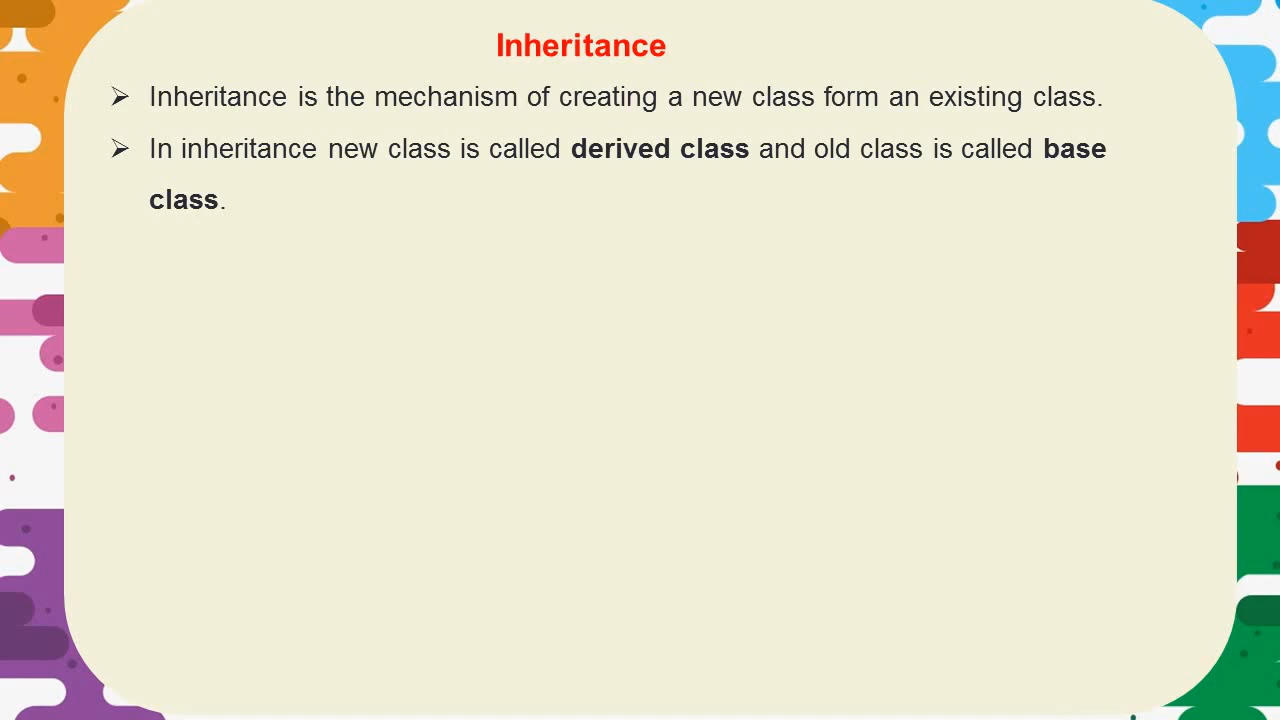 Inheritance
➢ Inheritance is the mechanism of creating a new class form an existing class.
➢ In inheritance new class is called derived class and old class is called base
class.